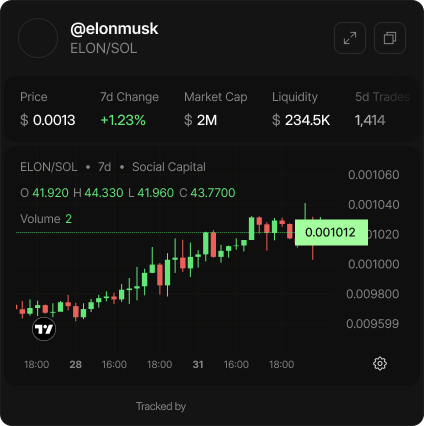 @elonmusk
ELON/SOL
Price 7d Change Market Cap Liquidity 5d Trades
$ 0.0013 +1.23% $ 2M $ 234.5K 1,414
ELON/SOL • 7d • Social Capital
O 41.920 H 44.330 L 41.960 C 43.7700
Volume 2
0.001060
0.001040
0.001012
0.001020
0.001000
0.009800
0.009599
18:00 28 16:00 18:00 31 16:00 18:00
Tracked by